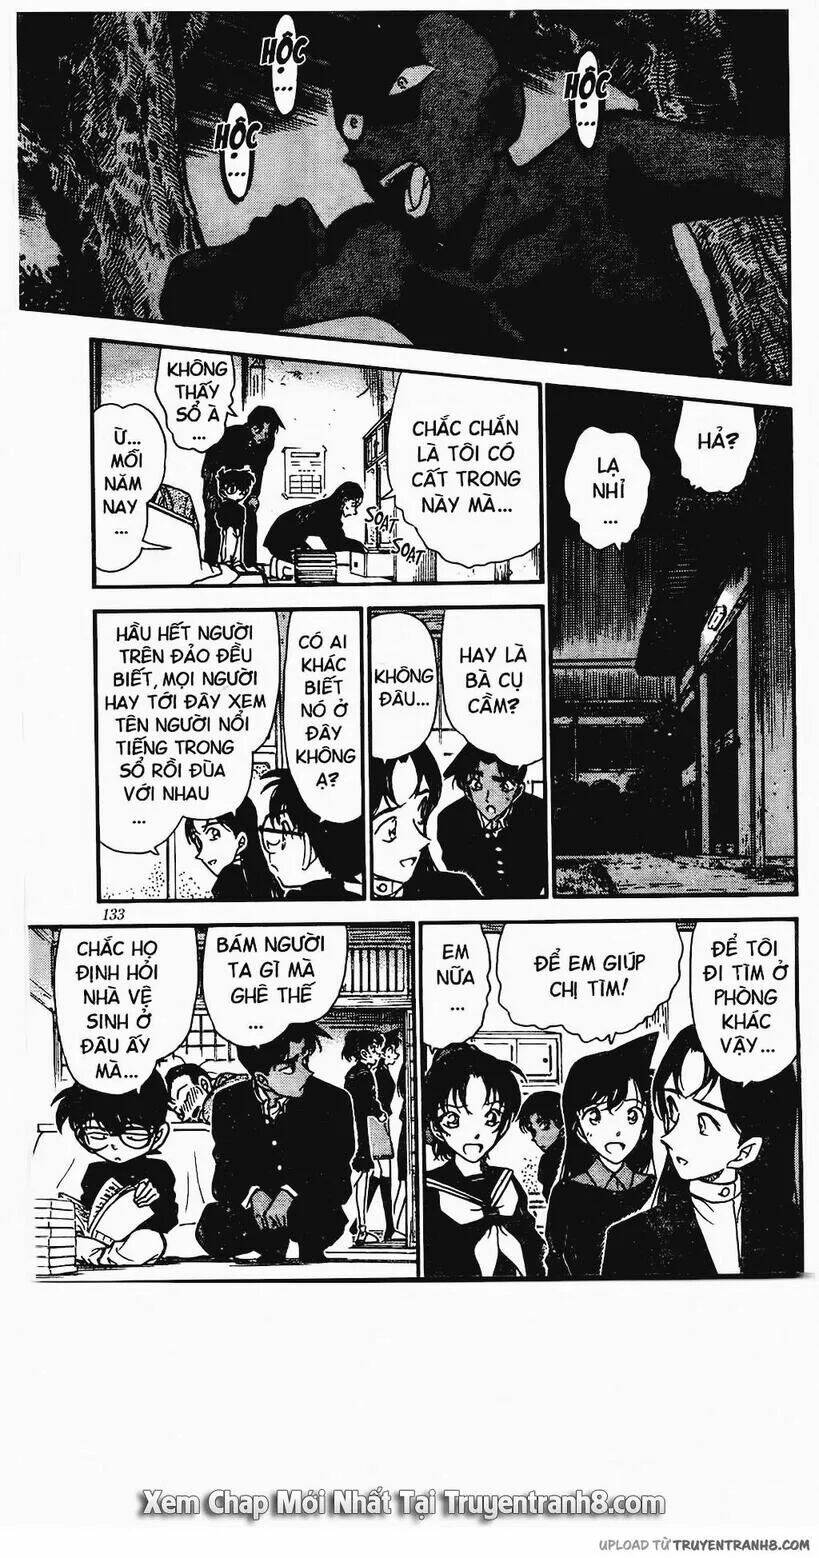 HỘC
...
HỘC
...
HỘC
...
HẢ?
LẠ
NHỈ
...
CHẮC CHẮN
LÀ TÔI CÓ
CẤT TRONG
NÀY MÀ...
SOẠT
SOẠT
KHÔNG
THẤY
SỔ À
...
Ừ...
MỖI
NĂM
NAY
...
HAY LÀ
BÀ CỤ
CẦM?
KHÔNG
ĐÂU...
CÓ AI
KHÁC
BIẾT
NÓ Ở
ĐÂY
KHÔNG
Ạ?
HẦU HẾT NGƯỜI
TRÊN ĐẢO ĐỀU
BIẾT, MỌI NGƯỜI
HAY TỚI ĐÂY XEM
TÊN NGƯỜI NỔI
TIẾNG TRONG
SỔ RỒI ĐÙA
VỚI NHAU
...
133
ĐỂ TÔI
ĐI TÌM Ở
PHÒNG
KHÁC
VẬY...
ĐỂ EM GIÚP
CHỊ TÌM!
EM
NỮA
...
BÁM NGƯỜI
TA GÌ MÀ
GHÊ THẾ
...
CHẮC HỌ
ĐỊNH HỎI
NHÀ VỆ
SINH Ở
ĐÂU ẤY
MÀ...
Xem Chap Mới Nhất Tại Truyentranh8.com
UPLOAD TỪ TRUYENTRANH8.COM